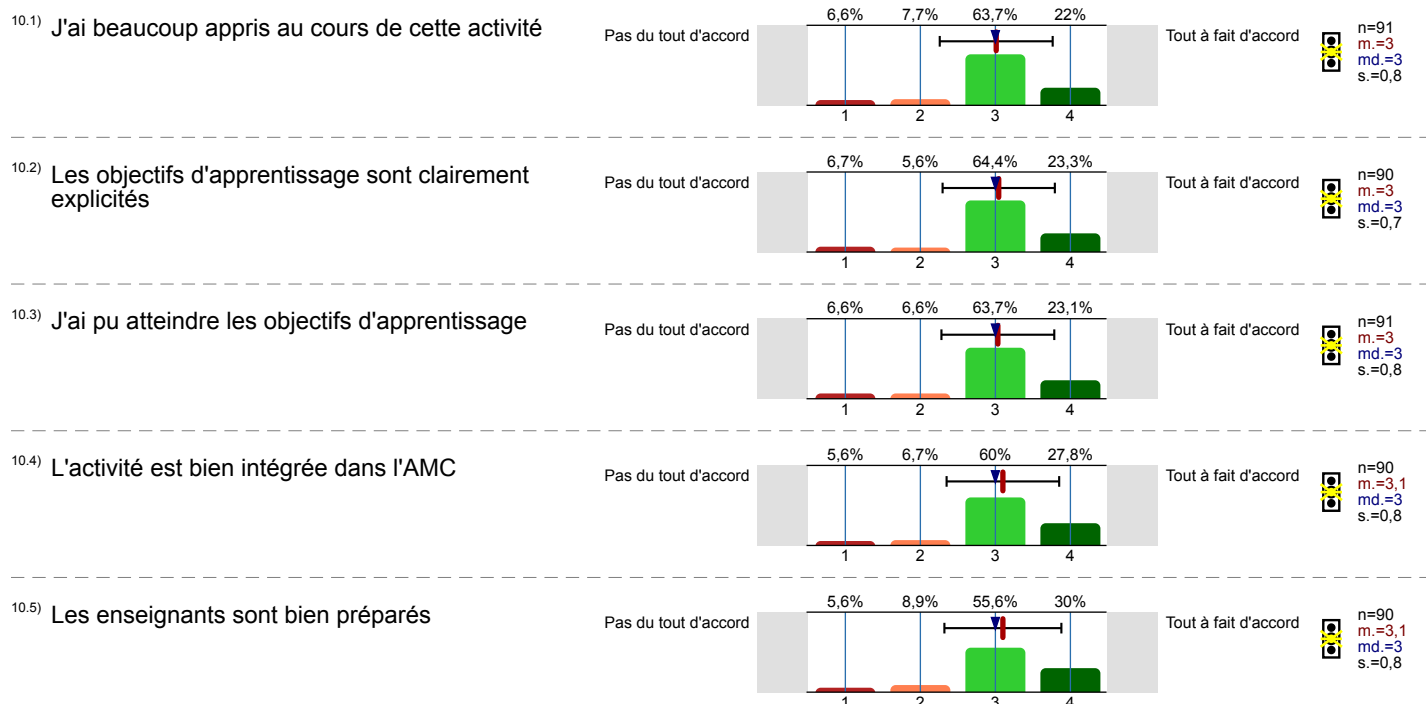 10.1) J'ai beaucoup appris au cours de cette activité
Pas du tout d'accord
6,6% 7,7% 63,7% 22%
1 2 3 4
Tout à fait d'accord
n=91
m.=3
md.=3
s.=0,8
10.2) Les objectifs d'apprentissage sont clairement
explicités
Pas du tout d'accord
6,7% 5,6% 64,4% 23,3%
1 2 3 4
Tout à fait d'accord
n=90
m.=3
md.=3
s.=0,7
10.3) J'ai pu atteindre les objectifs d'apprentissage
Pas du tout d'accord
6,6% 6,6% 63,7% 23,1%
1 2 3 4
Tout à fait d'accord
n=91
m.=3
md.=3
s.=0,8
10.4) L'activité est bien intégrée dans l'AMC
Pas du tout d'accord
5,6% 6,7% 60% 27,8%
1 2 3 4
Tout à fait d'accord
n=90
m.=3,1
md.=3
s.=0,8
10.5) Les enseignants sont bien préparés
Pas du tout d'accord
5,6% 8,9% 55,6% 30%
1 2 3 4
Tout à fait d'accord
n=90
m.=3,1
md.=3
s.=0,8